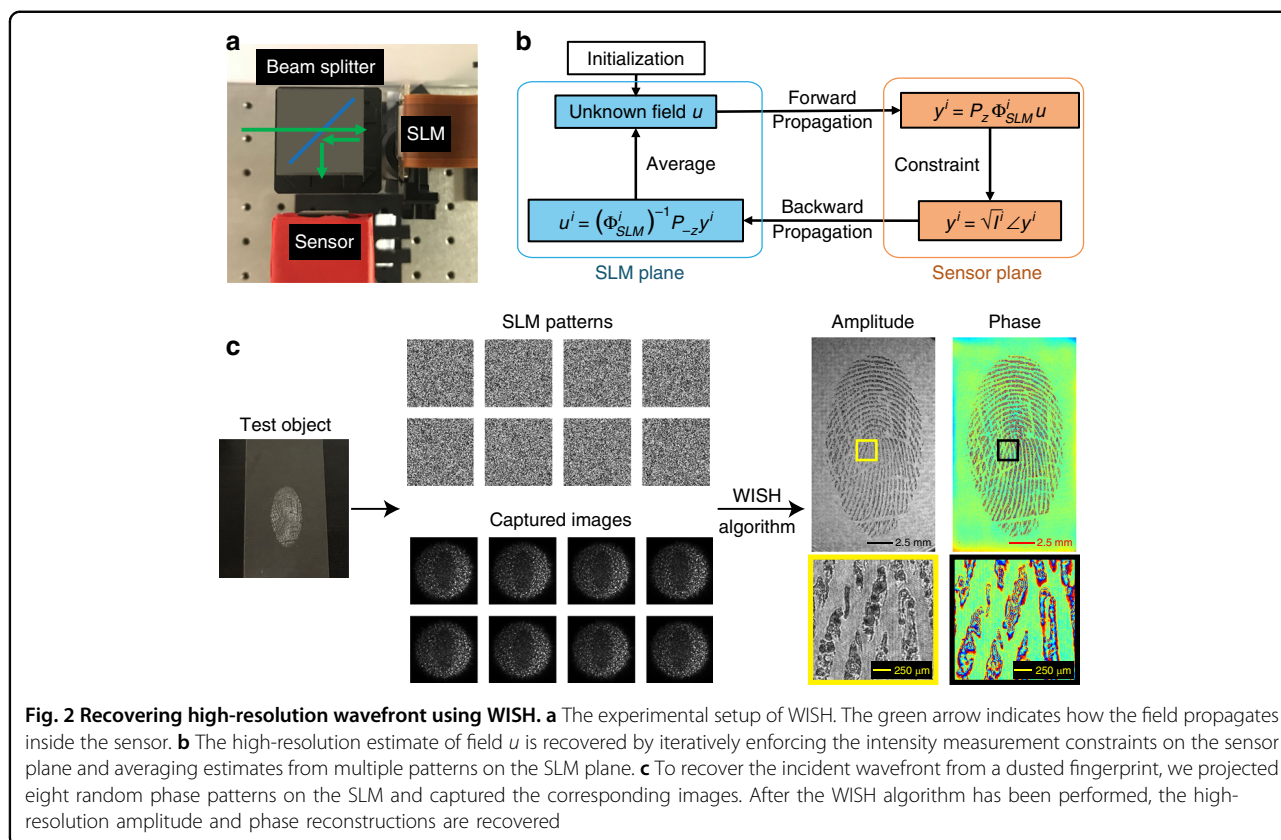 a
Beam splitter
SLM
Sensor
b
Initialization
Unknown field u
Forward
Propagation
y^i = P_z Φ^i_{SLM} u
Average
Constraint
u^i = (Φ^i_{SLM})^{-1} P_{-z} y^i
Backward
Propagation
y^i = √I^i ∠y^i
SLM plane
Sensor plane
c
Test object
SLM patterns
Captured images
WISH
algorithm
Amplitude
Phase
2.5 mm
2.5 mm
250 μm
250 μm
Fig. 2 Recovering high-resolution wavefront using WISH. a The experimental setup of WISH. The green arrow indicates how the field propagates
inside the sensor. b The high-resolution estimate of field u is recovered by iteratively enforcing the intensity measurement constraints on the sensor
plane and averaging estimates from multiple patterns on the SLM plane. c To recover the incident wavefront from a dusted fingerprint, we projected
eight random phase patterns on the SLM and captured the corresponding images. After the WISH algorithm has been performed, the high-
resolution amplitude and phase reconstructions are recovered